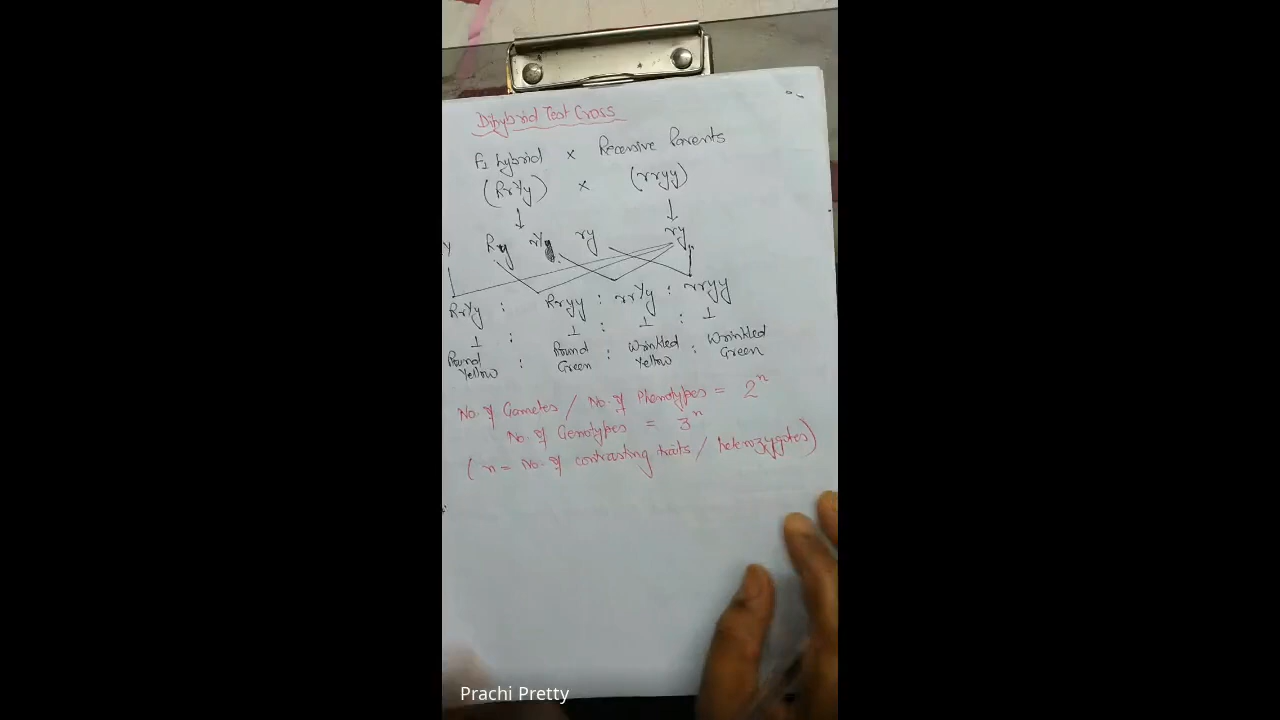 Dihybrid Test Cross
F1 hybrid × Recessive Parents
(RrYy) × (rryy)
Y Ry rY ry ry
RrYy : Rryy : rrYy : rryy
1 : 1 : 1 : 1
Round Yellow : Round Green : Wrinkled Yellow : Wrinkled Green
No. of Gametes / No. of Phenotypes = 2ⁿ
No. of Genotypes = 3ⁿ
(n = No. of contrasting traits / heterozygotes)
Prachi Pretty